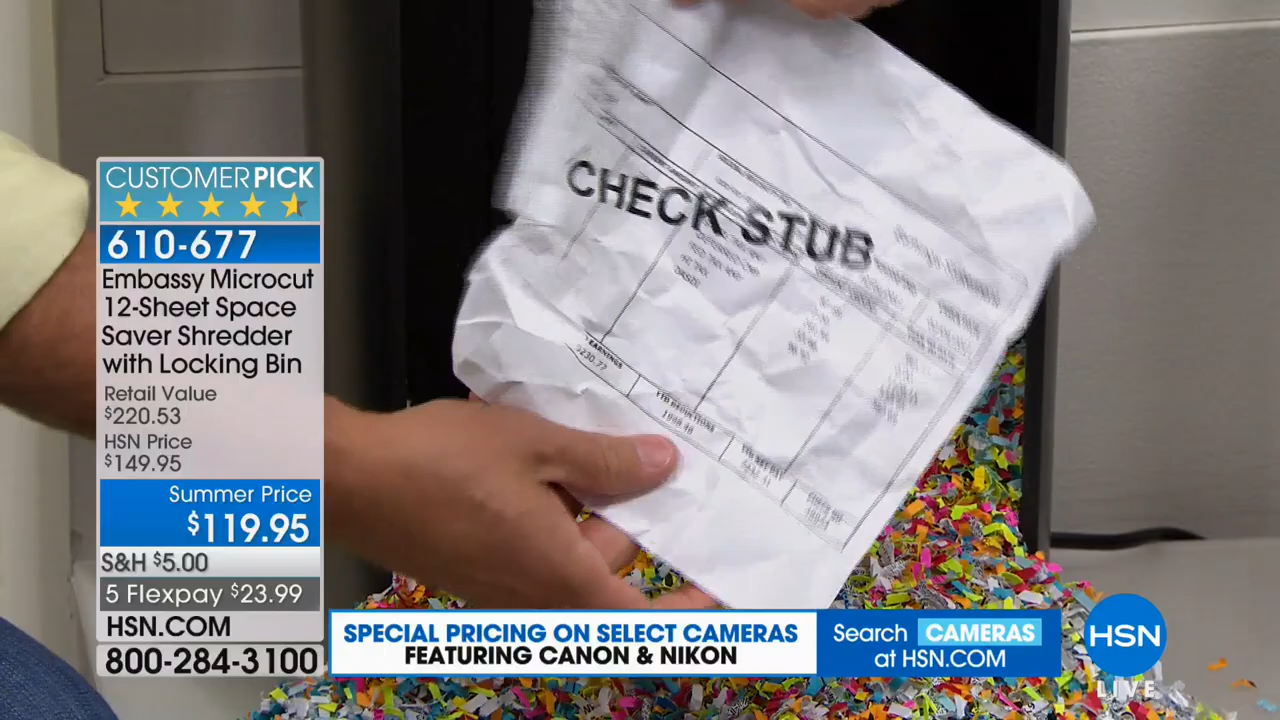 CUSTOMER PICK
610-677
Embassy Microcut
12-Sheet Space
Saver Shredder
with Locking Bin
Retail Value
$220.53
HSN Price
$149.95
Summer Price
$119.95
S&H $5.00
5 Flexpay $23.99
HSN.COM
800-284-3100
CHECK STUB
EARNINGS
YTD DEDUCTIONS
SPECIAL PRICING ON SELECT CAMERAS
FEATURING CANON & NIKON
Search CAMERAS
at HSN.COM
HSN
LIVE